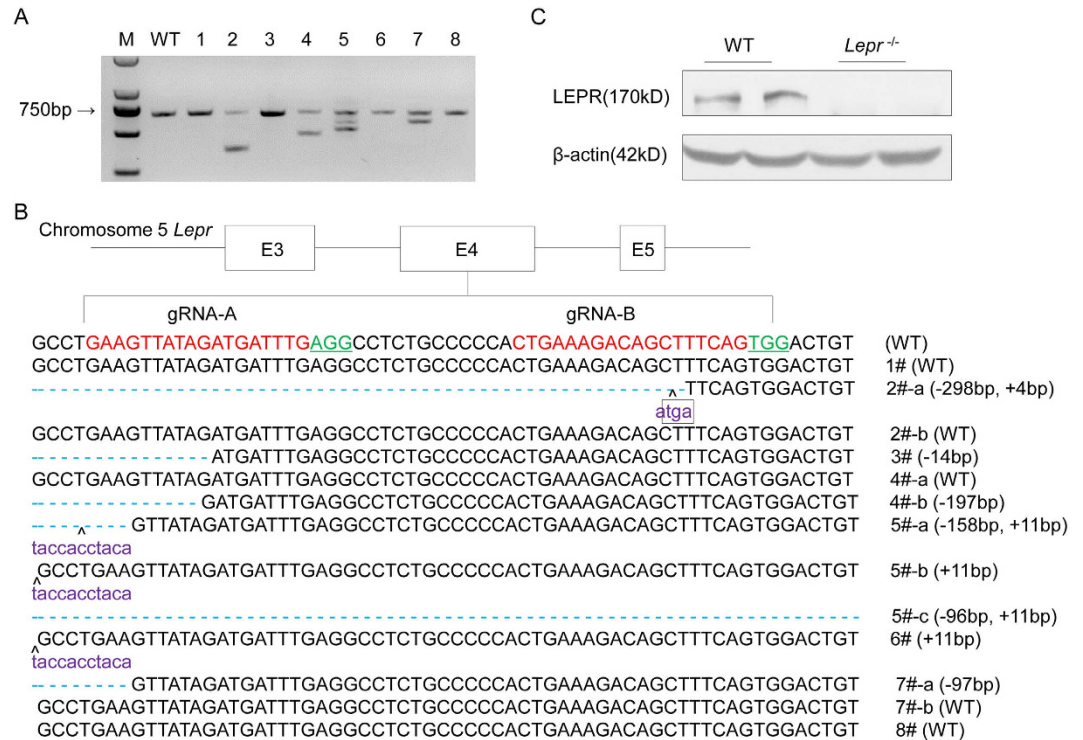 A
M WT 1 2 3 4 5 6 7 8
750bp →
C
WT Lepr -/-
LEPR(170kD)
β-actin(42kD)
B
Chromosome 5 Lepr
E3 E4 E5
gRNA-A gRNA-B
GCCTGAAGTTATAGATGATTTGAGGCCTCTGCCCCCACTGAAAGACAGCTTTCAGTGGACTGT (WT)
GCCTGAAGTTATAGATGATTTGAGGCCTCTGCCCCCACTGAAAGACAGCTTTCAGTGGACTGT 1# (WT)
TTCAGTGGACTGT 2#-a (-298bp, +4bp)
^
atga
GCCTGAAGTTATAGATGATTTGAGGCCTCTGCCCCCACTGAAAGACAGCTTTCAGTGGACTGT 2#-b (WT)
ATGATTTGAGGCCTCTGCCCCCACTGAAAGACAGCTTTCAGTGGACTGT 3# (-14bp)
GCCTGAAGTTATAGATGATTTGAGGCCTCTGCCCCCACTGAAAGACAGCTTTCAGTGGACTGT 4#-a (WT)
GATGATTTGAGGCCTCTGCCCCCACTGAAAGACAGCTTTCAGTGGACTGT 4#-b (-197bp)
GTTATAGATGATTTGAGGCCTCTGCCCCCACTGAAAGACAGCTTTCAGTGGACTGT 5#-a (-158bp, +11bp)
^
taccacctaca
GCCTGAAGTTATAGATGATTTGAGGCCTCTGCCCCCACTGAAAGACAGCTTTCAGTGGACTGT 5#-b (+11bp)
^
taccacctaca
5#-c (-96bp, +11bp)
GCCTGAAGTTATAGATGATTTGAGGCCTCTGCCCCCACTGAAAGACAGCTTTCAGTGGACTGT 6# (+11bp)
^
taccacctaca
GTTATAGATGATTTGAGGCCTCTGCCCCCACTGAAAGACAGCTTTCAGTGGACTGT 7#-a (-97bp)
GCCTGAAGTTATAGATGATTTGAGGCCTCTGCCCCCACTGAAAGACAGCTTTCAGTGGACTGT 7#-b (WT)
GCCTGAAGTTATAGATGATTTGAGGCCTCTGCCCCCACTGAAAGACAGCTTTCAGTGGACTGT 8# (WT)